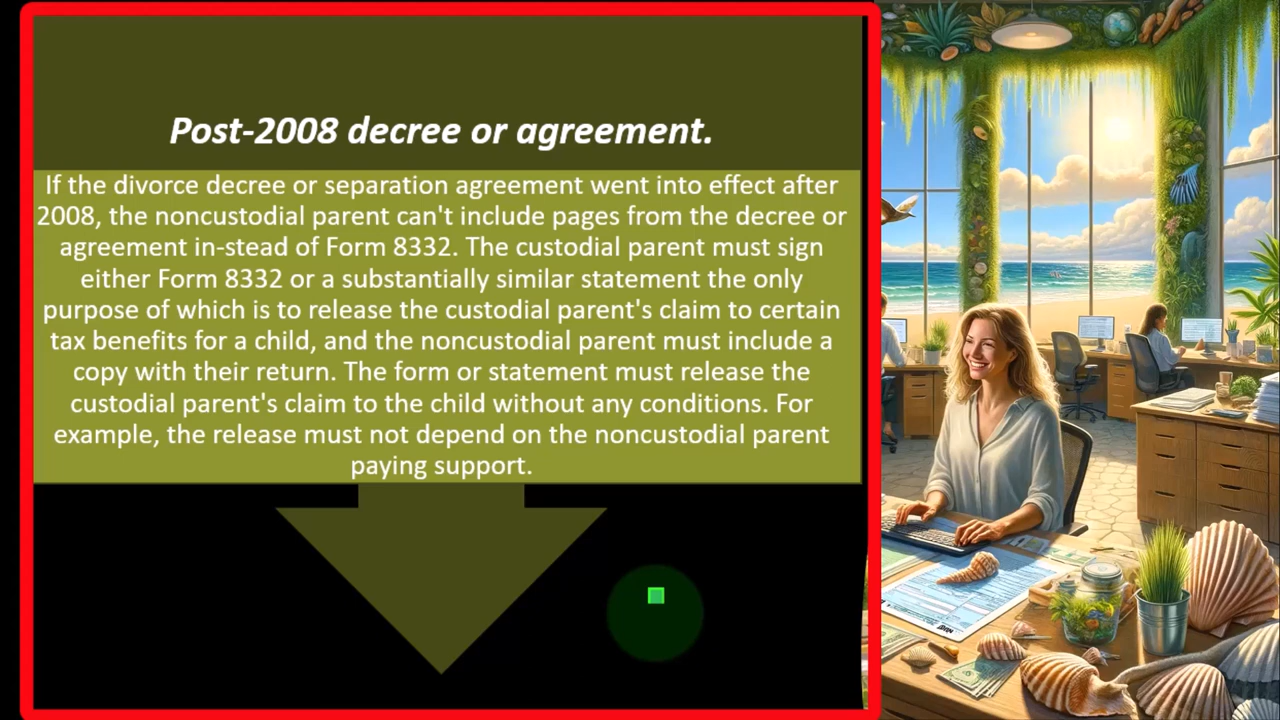 Post-2008 decree or agreement.
If the divorce decree or separation agreement went into effect after
2008, the noncustodial parent can't include pages from the decree or
agreement in-stead of Form 8332. The custodial parent must sign
either Form 8332 or a substantially similar statement the only
purpose of which is to release the custodial parent's claim to certain
tax benefits for a child, and the noncustodial parent must include a
copy with their return. The form or statement must release the
custodial parent's claim to the child without any conditions. For
example, the release must not depend on the noncustodial parent
paying support.